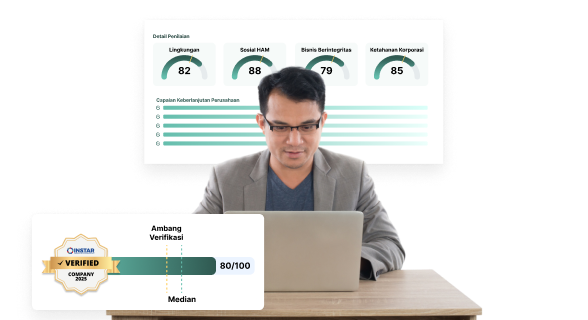 Detail Penilaian
Lingkungan
Sosial HAM
Bisnis Berintegritas
Ketahanan Korporasi
82
88
79
85
Capaian Keberlanjutan Perusahaan
Ambang
Verifikasi
INSTAR
✓ VERIFIED
COMPANY
2025
80/100
Median